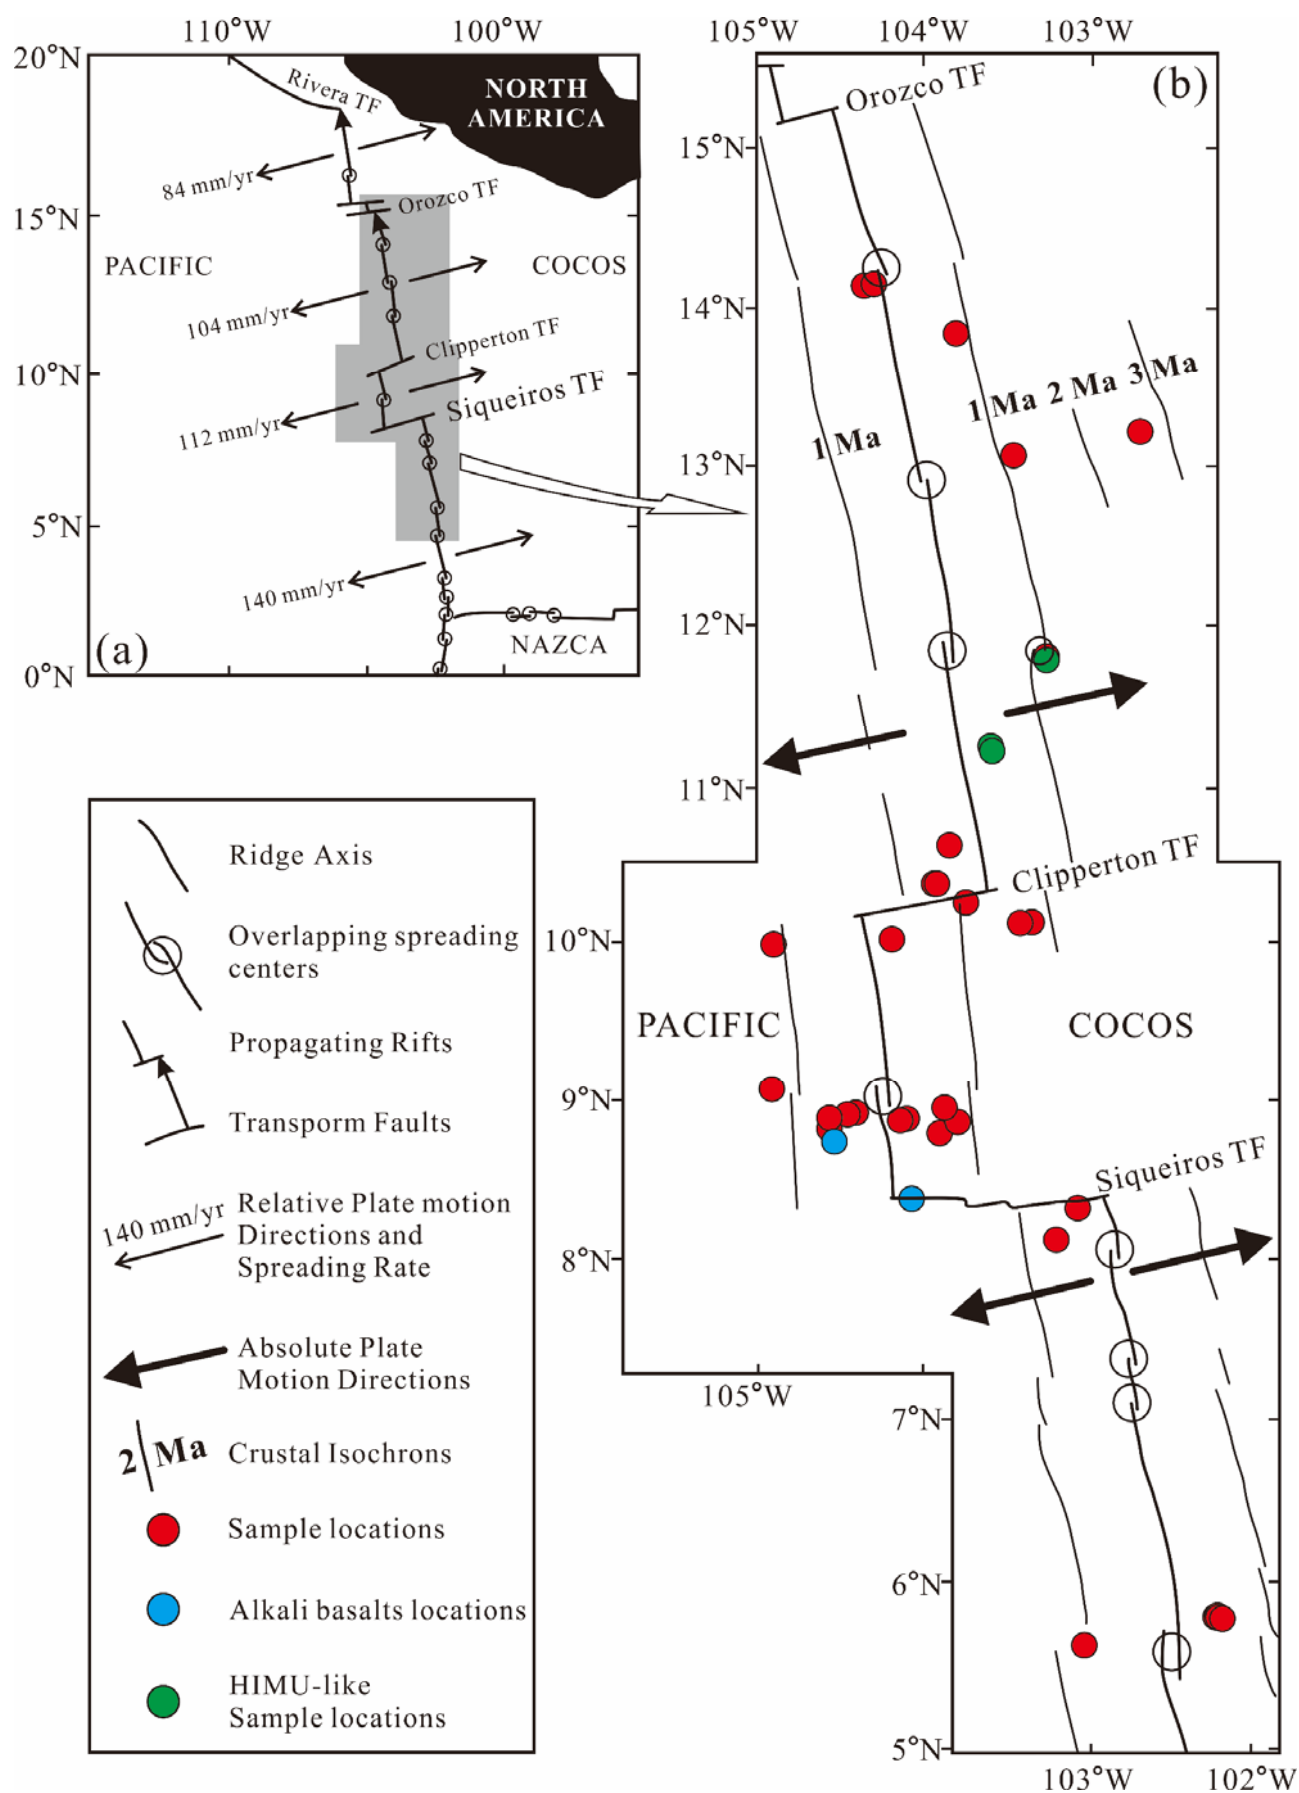 110°W
100°W
20°N
15°N
10°N
5°N
0°N
Rivera TF
NORTH
AMERICA
84 mm/yr
Orozco TF
PACIFIC
COCOS
104 mm/yr
Clipperton TF
Siqueiros TF
112 mm/yr
140 mm/yr
NAZCA
(a)
105°W
104°W
103°W
(b)
Orozco TF
15°N
14°N
13°N
12°N
11°N
10°N
9°N
8°N
7°N
6°N
5°N
1 Ma
1 Ma 2 Ma 3 Ma
Clipperton TF
PACIFIC
COCOS
Siqueiros TF
105°W
103°W
102°W
Ridge Axis
Overlapping spreading
centers
Propagating Rifts
Transporm Faults
140 mm/yr
Relative Plate motion
Directions and
Spreading Rate
Absolute Plate
Motion Directions
2 Ma
Crustal Isochrons
Sample locations
Alkali basalts locations
HIMU-like
Sample locations